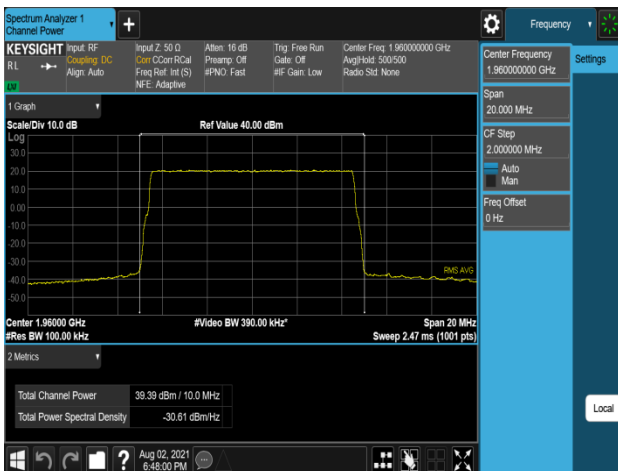 Spectrum Analyzer 1
Channel Power
+
Frequency
KEYSIGHT
RL
LV
Input: RF
Coupling: DC
Align: Auto
Input Z: 50 Ω
Corr CCorr RCal
Freq Ref: Int (S)
NFE: Adaptive
Atten: 16 dB
Preamp: Off
#PNO: Fast
Trig: Free Run
Gate: Off
#IF Gain: Low
Center Freq: 1.960000000 GHz
Avg|Hold: 500/500
Radio Std: None
Center Frequency
1.960000000 GHz
Settings
Span
20.000 MHz
CF Step
2.000000 MHz
Auto
Man
Freq Offset
0 Hz
1 Graph
Scale/Div 10.0 dB
Ref Value 40.00 dBm
Log
30.0
20.0
10.0
0.00
-10.0
-20.0
-30.0
-40.0
-50.0
RMS AVG
Center 1.96000 GHz
#Video BW 390.00 kHz*
Span 20 MHz
#Res BW 100.00 kHz
Sweep 2.47 ms (1001 pts)
2 Metrics
Total Channel Power 39.39 dBm / 10.0 MHz
Total Power Spectral Density -30.61 dBm/Hz
Local
?
Aug 02, 2021
6:48:00 PM